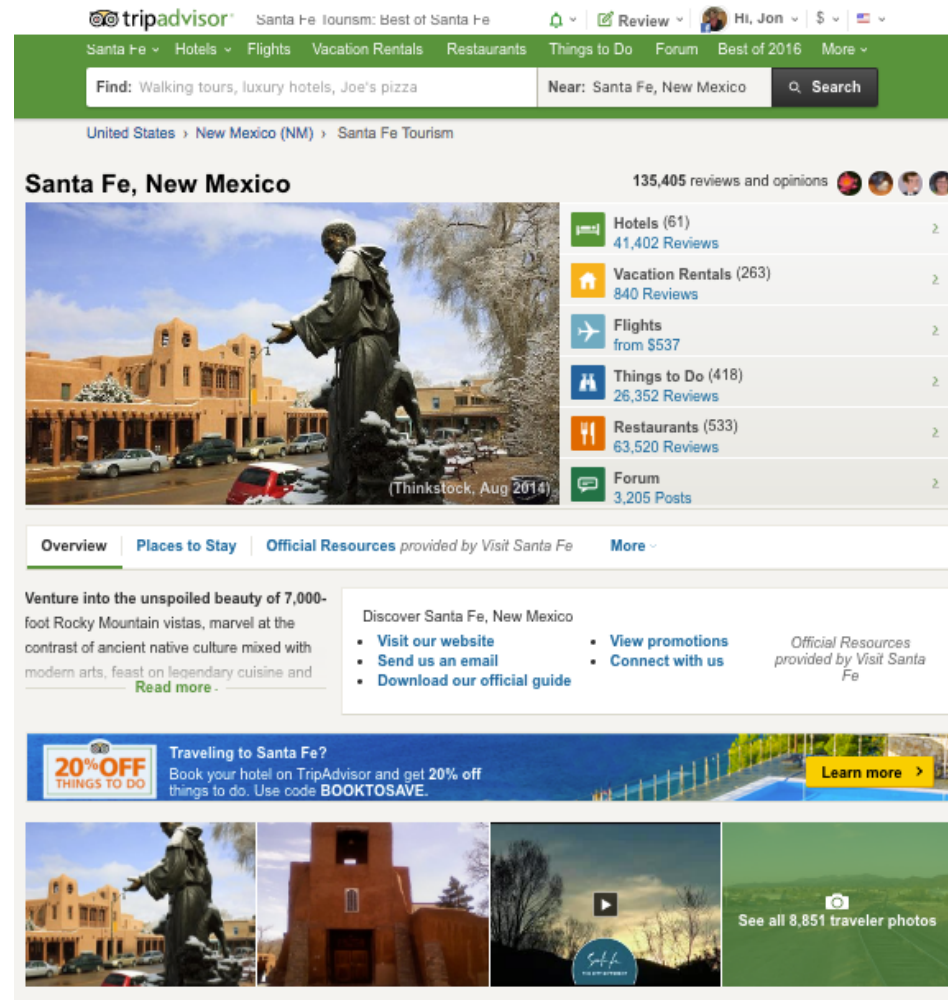 tripadvisor
Santa Fe Tourism: Best of Santa Fe
Review
Hi, Jon
$
Santa Fe Hotels Flights Vacation Rentals Restaurants Things to Do Forum Best of 2016 More
Find: Walking tours, luxury hotels, Joe's pizza
Near: Santa Fe, New Mexico
Search
United States › New Mexico (NM) › Santa Fe Tourism
Santa Fe, New Mexico
135,405 reviews and opinions
(Thinkstock, Aug 2014)
Hotels (61)
41,402 Reviews
Vacation Rentals (263)
840 Reviews
Flights
from $537
Things to Do (418)
26,352 Reviews
Restaurants (533)
63,520 Reviews
Forum
3,205 Posts
Overview
Places to Stay
Official Resources provided by Visit Santa Fe
More
Venture into the unspoiled beauty of 7,000-
foot Rocky Mountain vistas, marvel at the
contrast of ancient native culture mixed with
modern arts, feast on legendary cuisine and
Read more
Discover Santa Fe, New Mexico
• Visit our website
• Send us an email
• Download our official guide
• View promotions
• Connect with us
Official Resources
provided by Visit Santa
Fe
20% OFF
THINGS TO DO
Traveling to Santa Fe?
Book your hotel on TripAdvisor and get 20% off
things to do. Use code BOOKTOSAVE.
Learn more
Santa Fe
See all 8,851 traveler photos